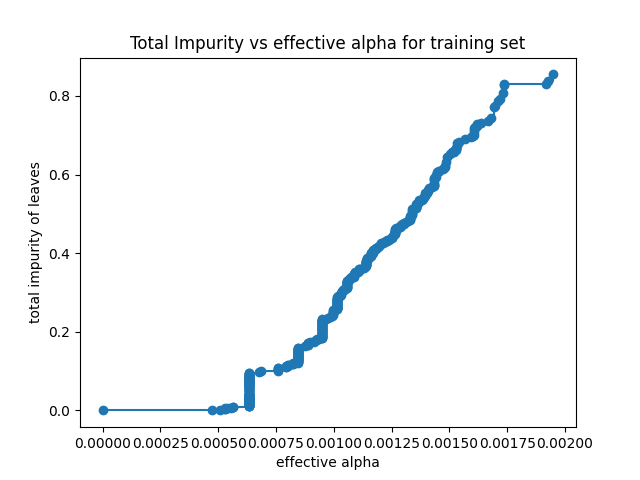 Total Impurity vs effective alpha for training set
total impurity of leaves
0.8
0.6
0.4
0.2
0.0
0.00000 0.00025 0.00050 0.00075 0.00100 0.00125 0.00150 0.00175 0.00200
effective alpha